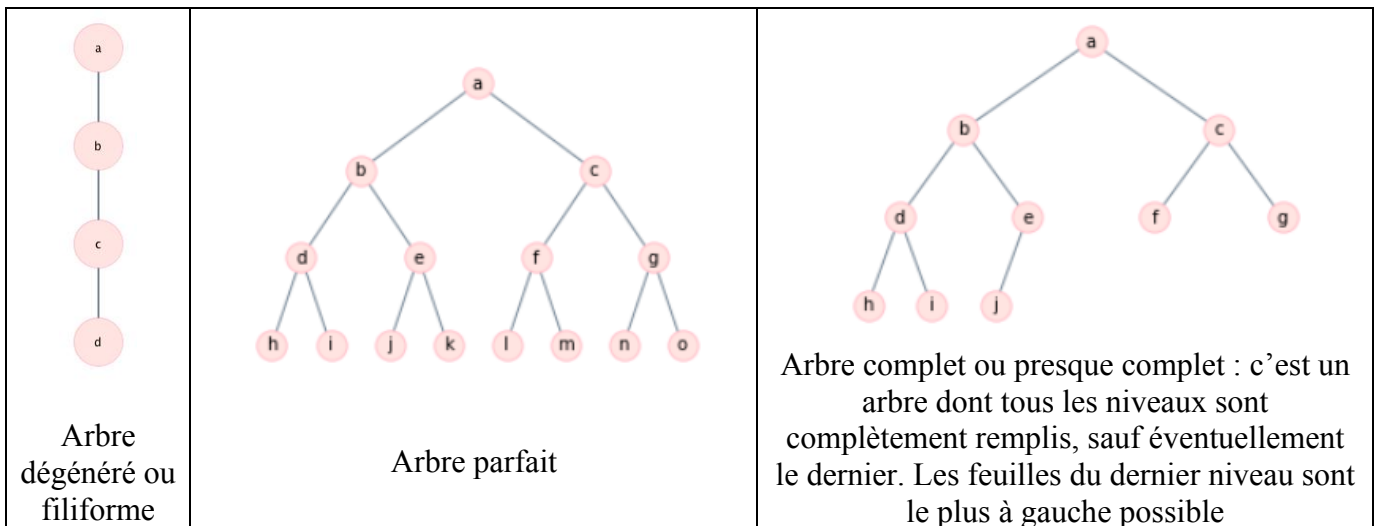 a
b
c
d
Arbre
dégénéré ou
filiforme
a
b c
d e f g
h i j k l m n o
Arbre parfait
a
b c
d e f g
h i j
Arbre complet ou presque complet : c’est un
arbre dont tous les niveaux sont
complètement remplis, sauf éventuellement
le dernier. Les feuilles du dernier niveau sont
le plus à gauche possible